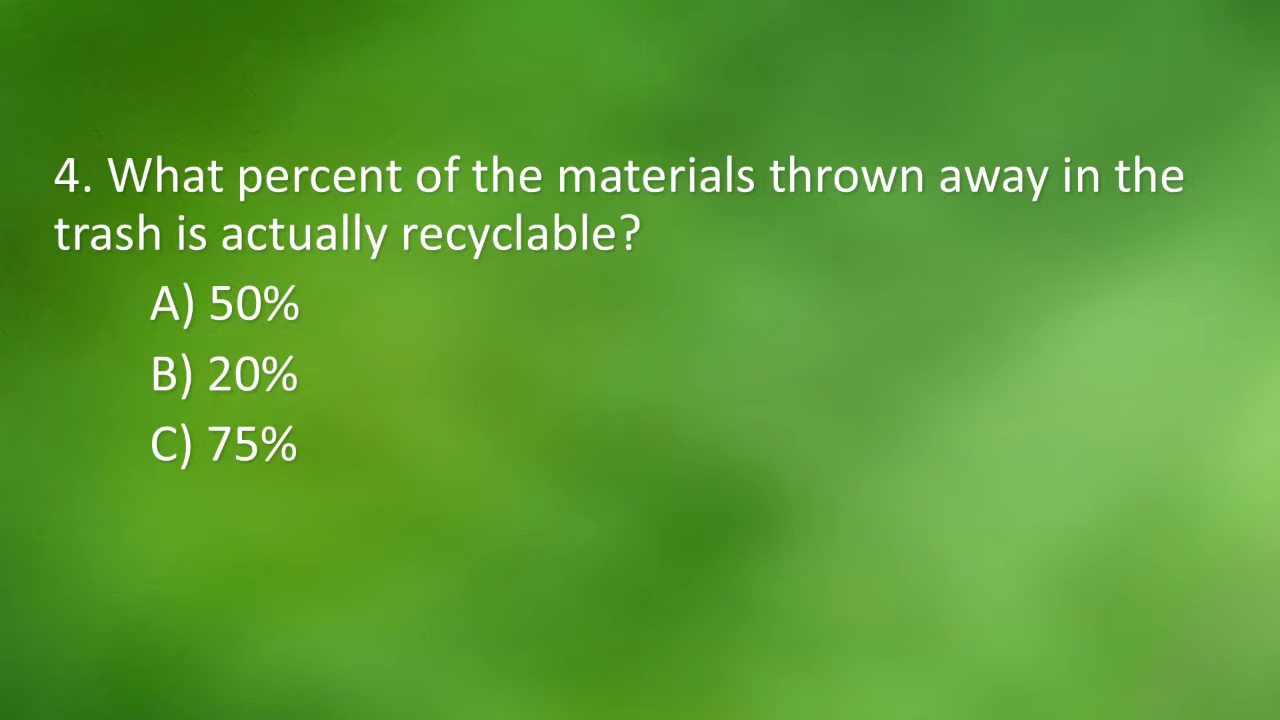 4. What percent of the materials thrown away in the
trash is actually recyclable?
A) 50%
B) 20%
C) 75%